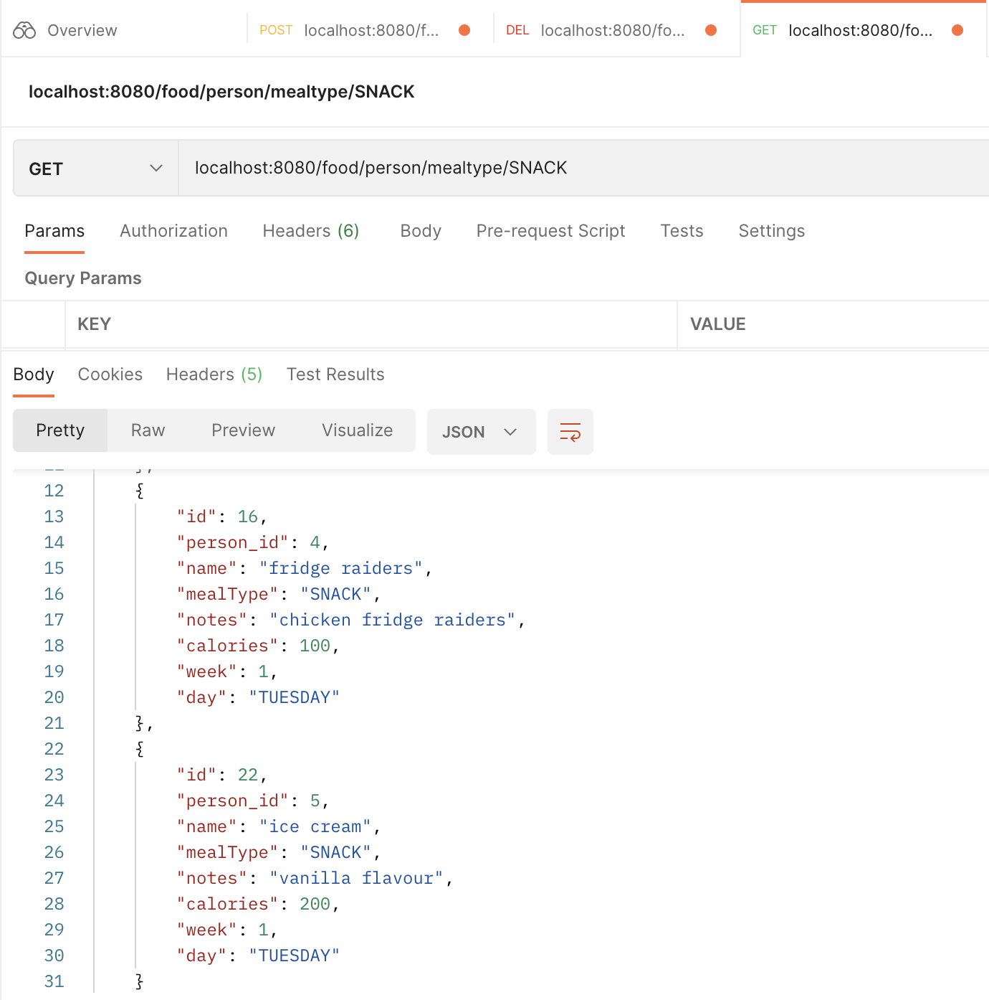 Overview POST localhost:8080/f... DEL localhost:8080/fo... GET localhost:8080/fo...
localhost:8080/food/person/mealtype/SNACK
GET localhost:8080/food/person/mealtype/SNACK
Params Authorization Headers (6) Body Pre-request Script Tests Settings
Query Params
KEY VALUE
Body Cookies Headers (5) Test Results
Pretty Raw Preview Visualize JSON
12 {
13 "id": 16,
14 "person_id": 4,
15 "name": "fridge raiders",
16 "mealType": "SNACK",
17 "notes": "chicken fridge raiders",
18 "calories": 100,
19 "week": 1,
20 "day": "TUESDAY"
21 },
22 {
23 "id": 22,
24 "person_id": 5,
25 "name": "ice cream",
26 "mealType": "SNACK",
27 "notes": "vanilla flavour",
28 "calories": 200,
29 "week": 1,
30 "day": "TUESDAY"
31 }